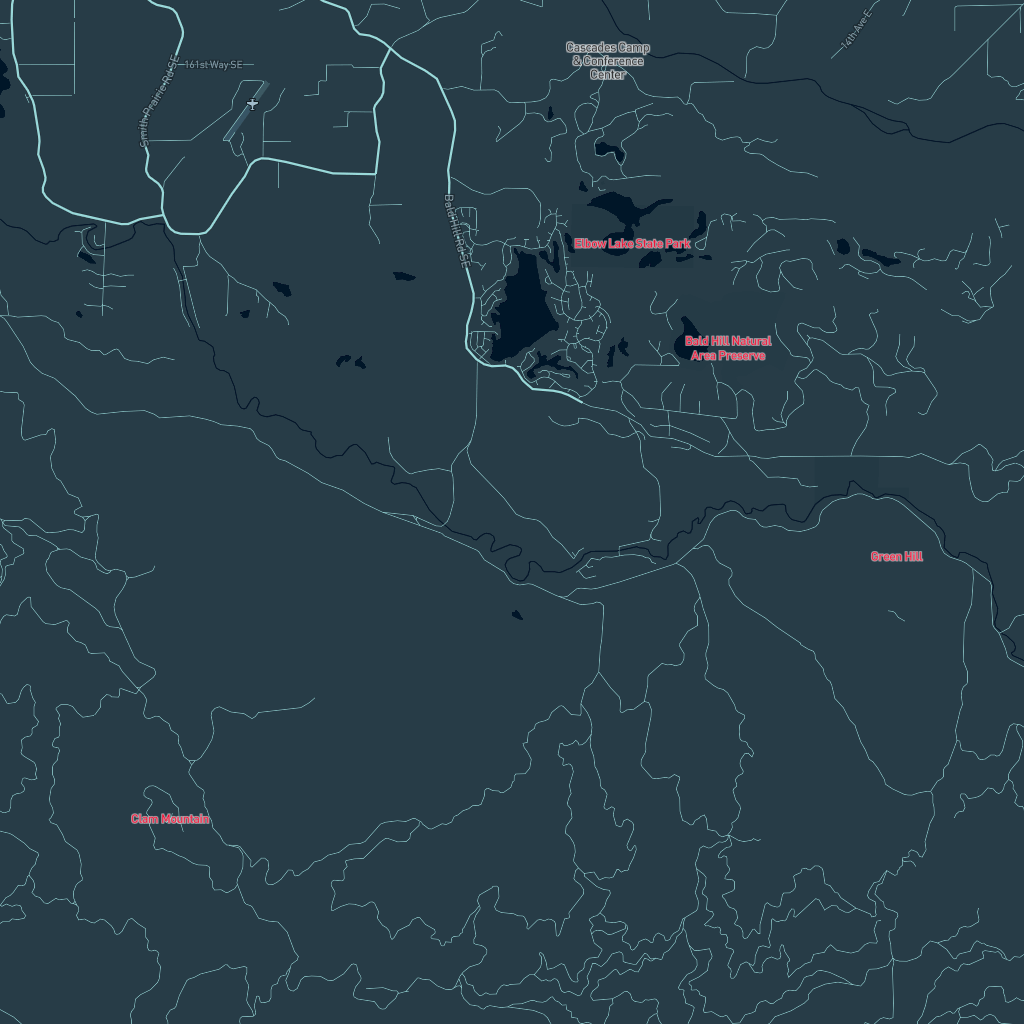 14th Ave E
Cascades Camp
& Conference
Center
161st Way SE
Smith Prairie Rd SE
Bald Hill Rd SE
Elbow Lake State Park
Bald Hill Natural
Area Preserve
Green Hill
Clam Mountain